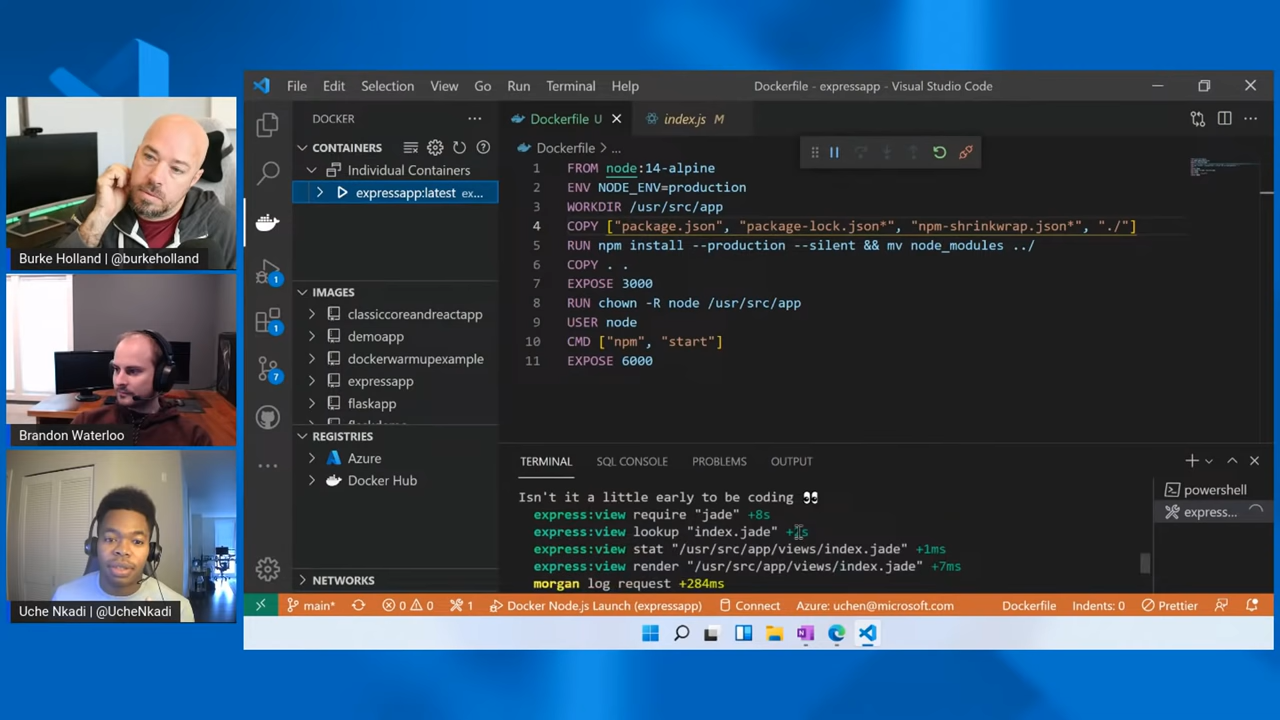 File Edit Selection View Go Run Terminal Help
Dockerfile - expressapp - Visual Studio Code
DOCKER
Dockerfile U
index.js M
CONTAINERS
Individual Containers
expressapp:latest ex...
Dockerfile > ...
1 FROM node:14-alpine
2 ENV NODE_ENV=production
3 WORKDIR /usr/src/app
4 COPY ["package.json", "package-lock.json*", "npm-shrinkwrap.json*", "./"]
5 RUN npm install --production --silent && mv node_modules ../
6 COPY . .
7 EXPOSE 3000
8 RUN chown -R node /usr/src/app
9 USER node
10 CMD ["npm", "start"]
11 EXPOSE 6000
Burke Holland | @burkeholland
1
1
7
IMAGES
classiccoreandreactapp
demoapp
dockerwarmupexample
expressapp
flaskapp
Brandon Waterloo
REGISTRIES
Azure
Docker Hub
NETWORKS
TERMINAL SQL CONSOLE PROBLEMS OUTPUT
Isn't it a little early to be coding 👀
express:view require "jade" +8s
express:view lookup "index.jade"
express:view stat "/usr/src/app/views/index.jade" +1ms
express:view render "/usr/src/app/views/index.jade" +7ms
morgan log request +284ms
powershell
express...
Uche Nkadi | @UcheNkadi
main* 0 0 1 Docker Node.js Launch (expressapp) Connect Azure: uchen@microsoft.com Dockerfile Indents: 0 Prettier